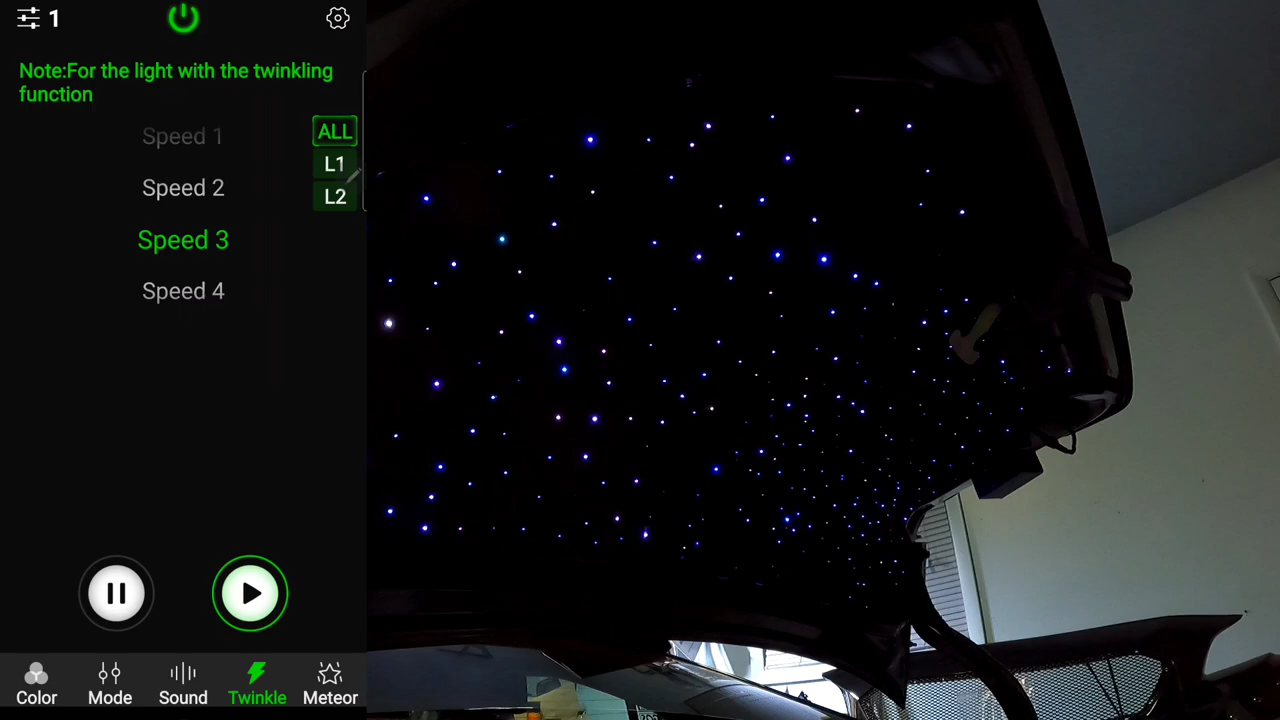 1
Note:For the light with the twinkling
function
Speed 1
Speed 2
Speed 3
Speed 4
ALL
L1
L2
Color
Mode
Sound
Twinkle
Meteor